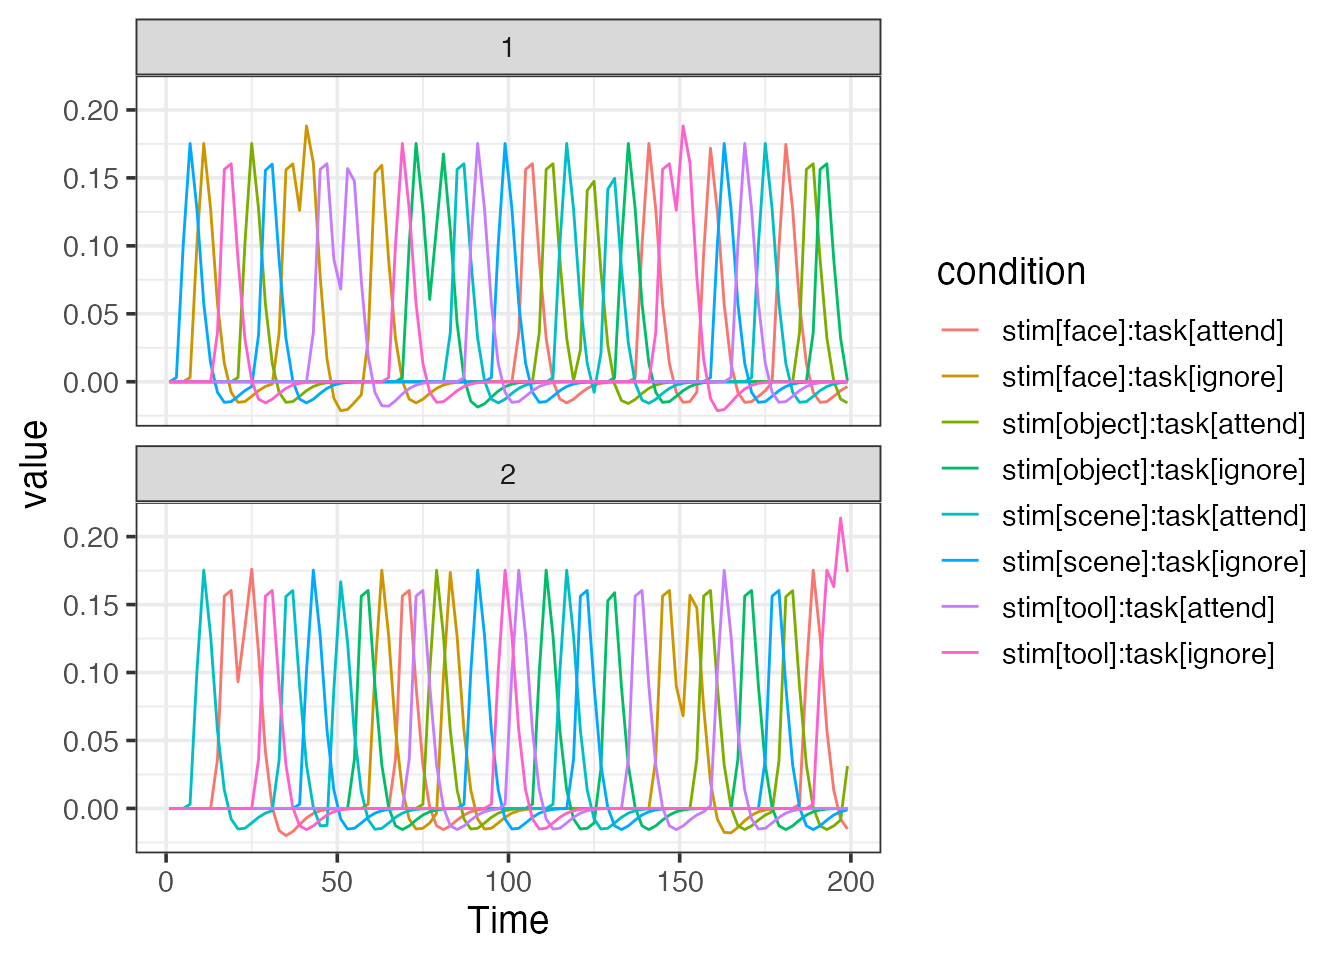 1
0.20
0.15
0.10
0.05
0.00
value
2
0.20
0.15
0.10
0.05
0.00
0 50 100 150 200
Time
condition
stim[face]:task[attend]
stim[face]:task[ignore]
stim[object]:task[attend]
stim[object]:task[ignore]
stim[scene]:task[attend]
stim[scene]:task[ignore]
stim[tool]:task[attend]
stim[tool]:task[ignore]